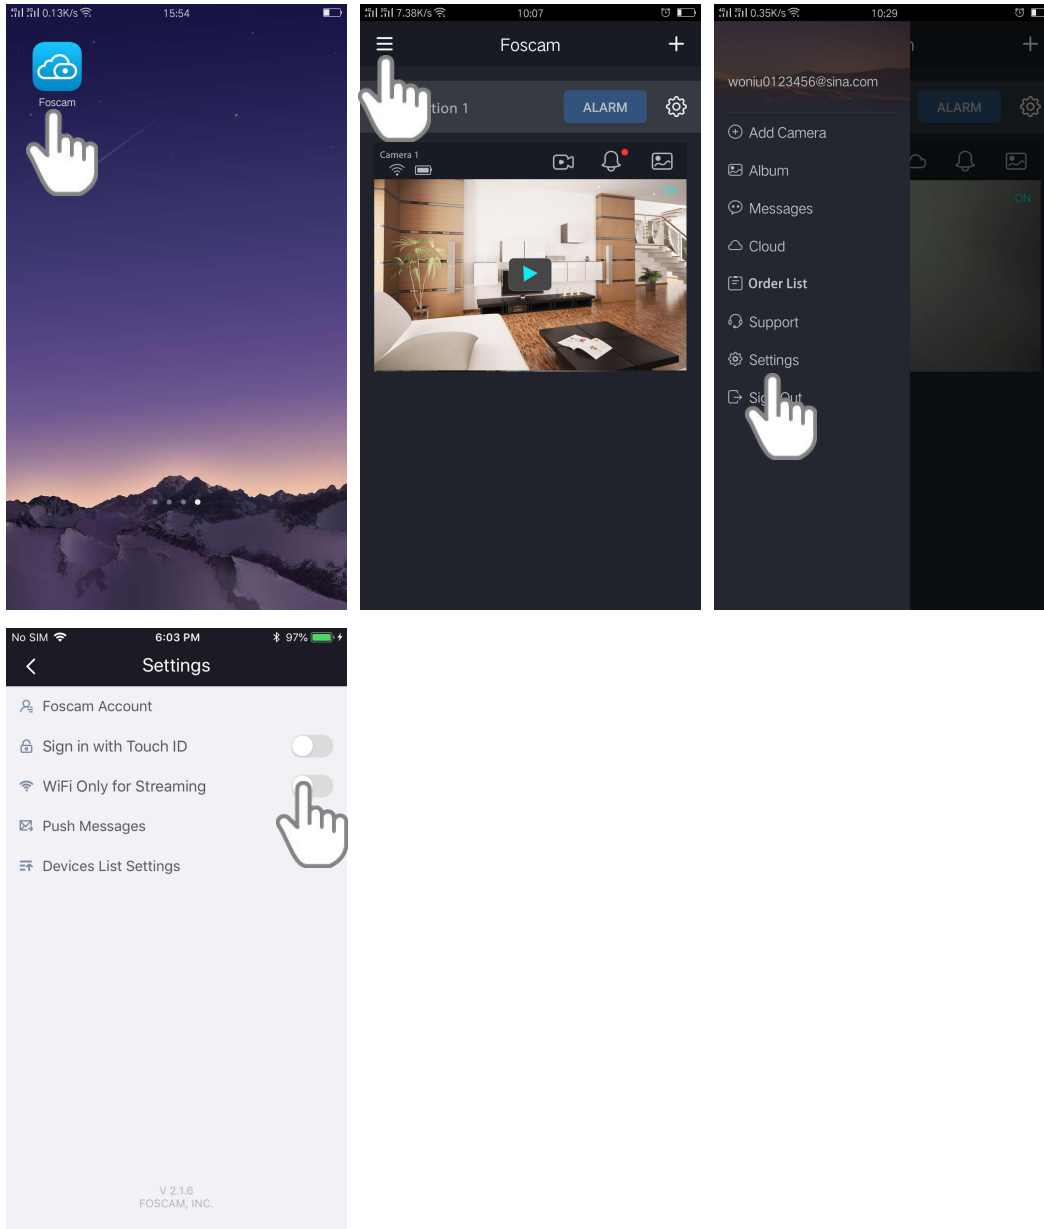 0.13K/s
15:54
Foscam
7.38K/s
10:07
Foscam
tion 1
ALARM
Camera 1
ON
0.35K/s
10:29
woniu0123456@sina.com
ALARM
Add Camera
Album
Messages
ON
Cloud
Order List
Support
Settings
Sign Out
No SIM
6:03 PM
97%
Settings
Foscam Account
Sign in with Touch ID
WiFi Only for Streaming
Push Messages
Devices List Settings
V 2.1.6
FOSCAM, INC.